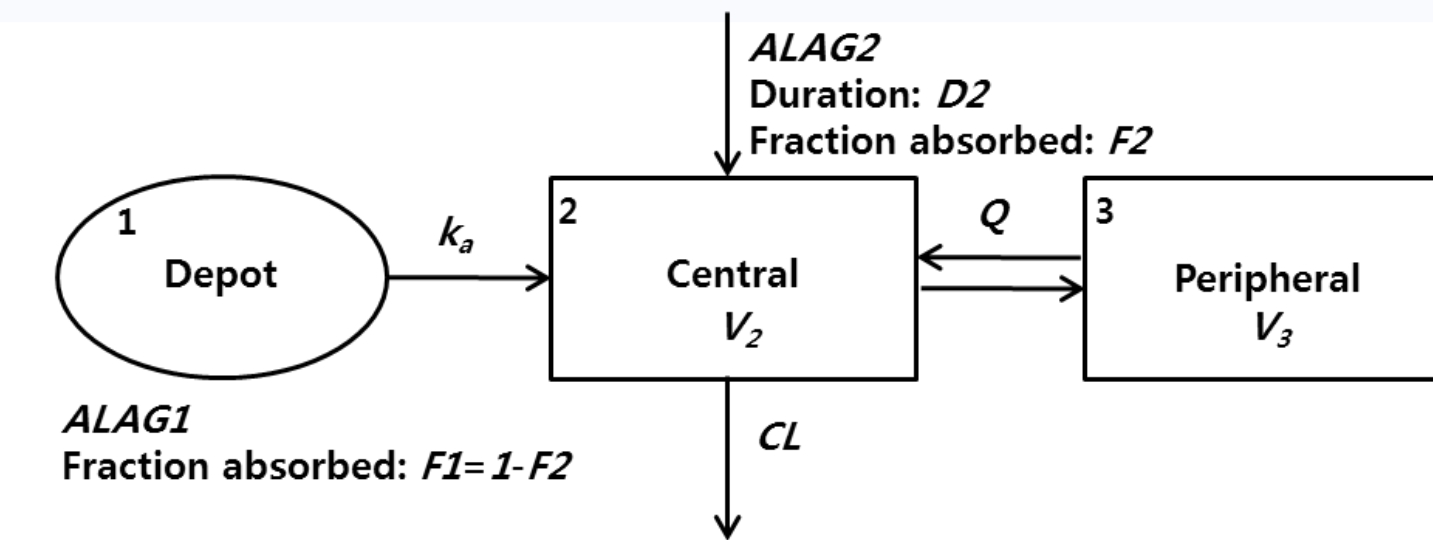 ALAG2
Duration: D2
Fraction absorbed: F2
1
Depot
kₐ
2
Central
V₂
Q
3
Peripheral
V₃
ALAG1
Fraction absorbed: F1=1-F2
CL